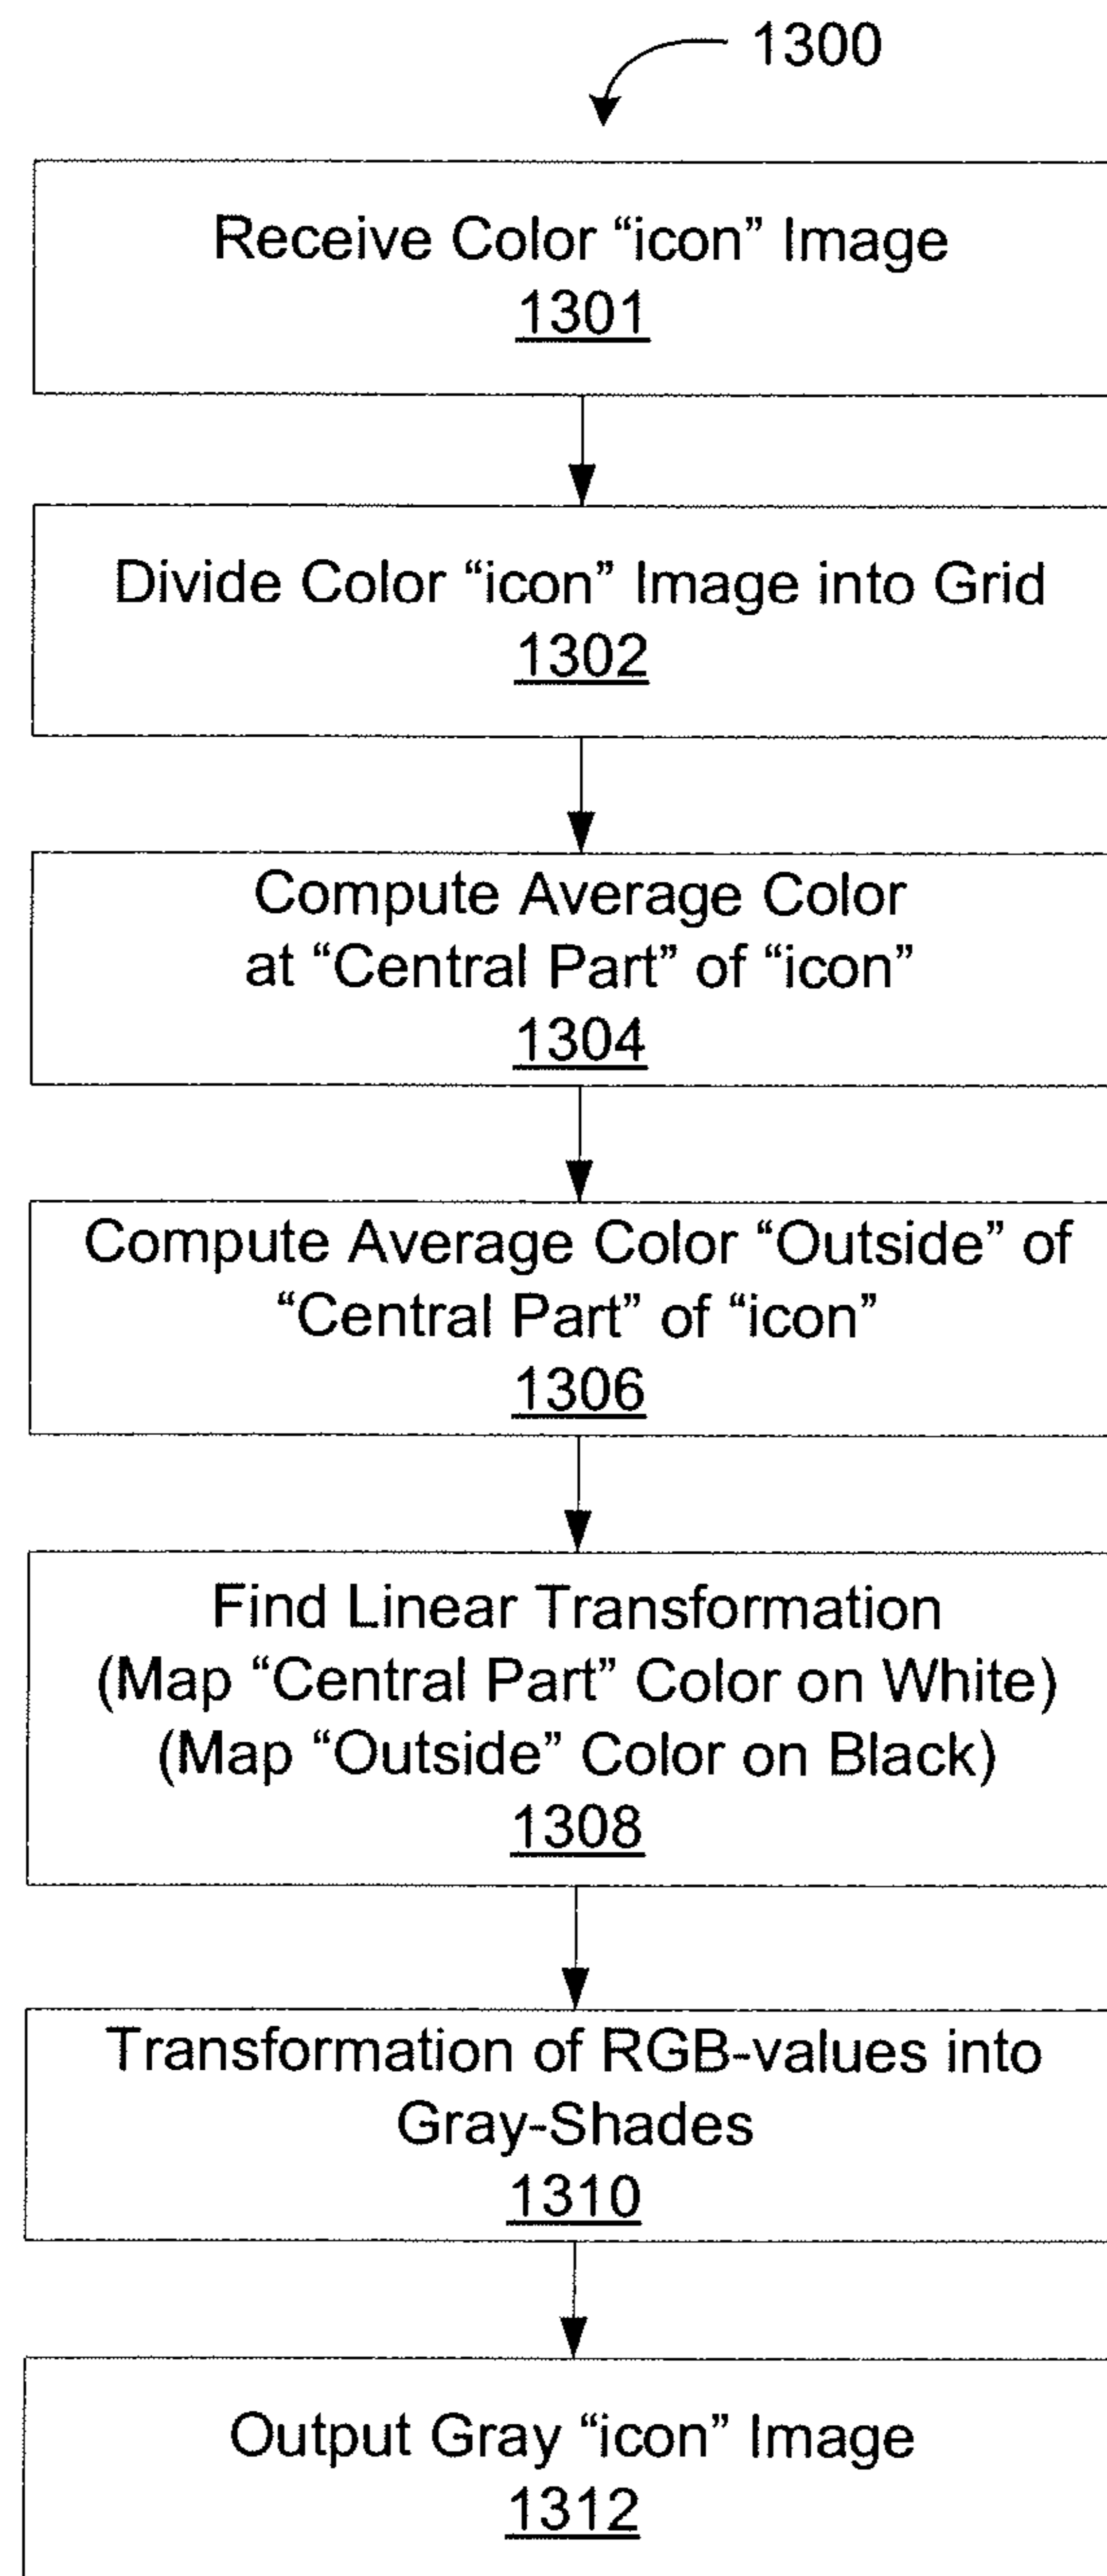 1300
Receive Color “icon” Image
1301
Divide Color “icon” Image into Grid
1302
Compute Average Color
at “Central Part” of “icon”
1304
Compute Average Color “Outside” of
“Central Part” of “icon”
1306
Find Linear Transformation
(Map “Central Part” Color on White)
(Map “Outside” Color on Black)
1308
Transformation of RGB-values into
Gray-Shades
1310
Output Gray “icon” Image
1312